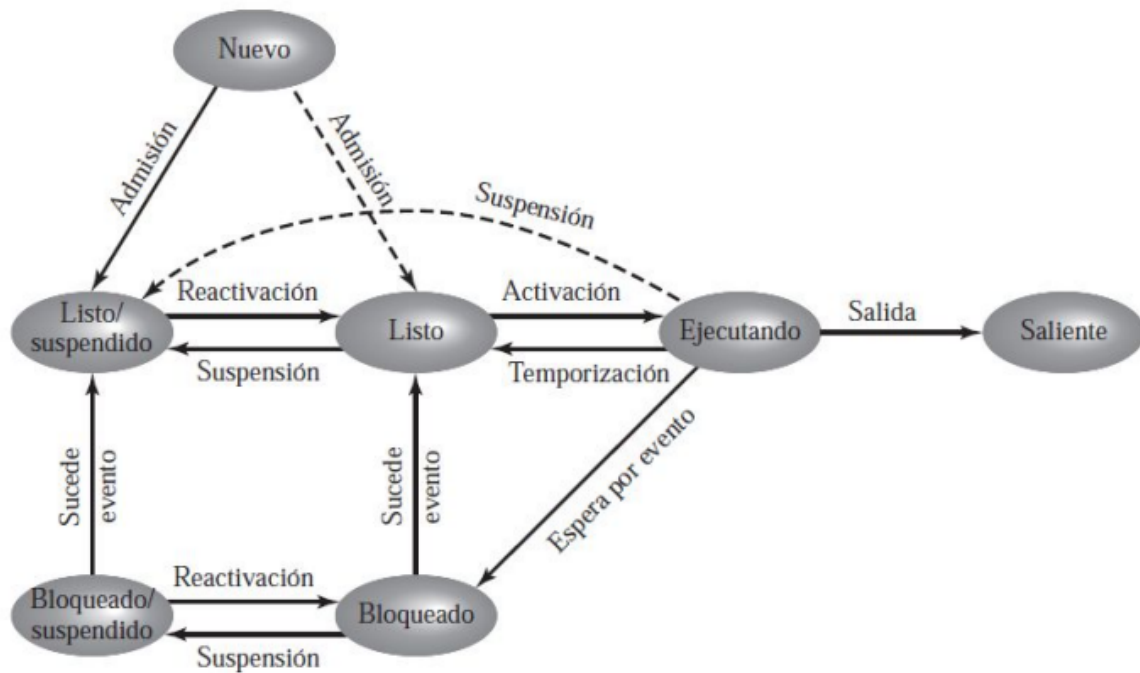 Nuevo
Admisión
Admisión
Suspensión
Listo/
suspendido
Reactivación
Suspensión
Listo
Activación
Temporización
Ejecutando
Salida
Saliente
Sucede
evento
Sucede
evento
Espera por evento
Bloqueado/
suspendido
Reactivación
Suspensión
Bloqueado